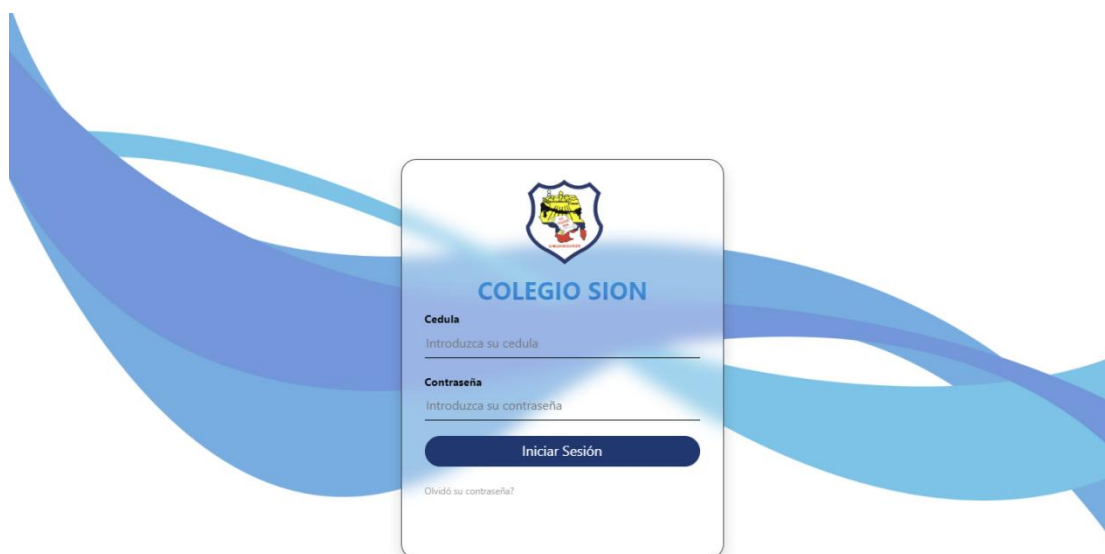 COLEGIO SION
Cedula
Introduzca su cedula
Contraseña
Introduzca su contraseña
Iniciar Sesión
Olvidó su contraseña?